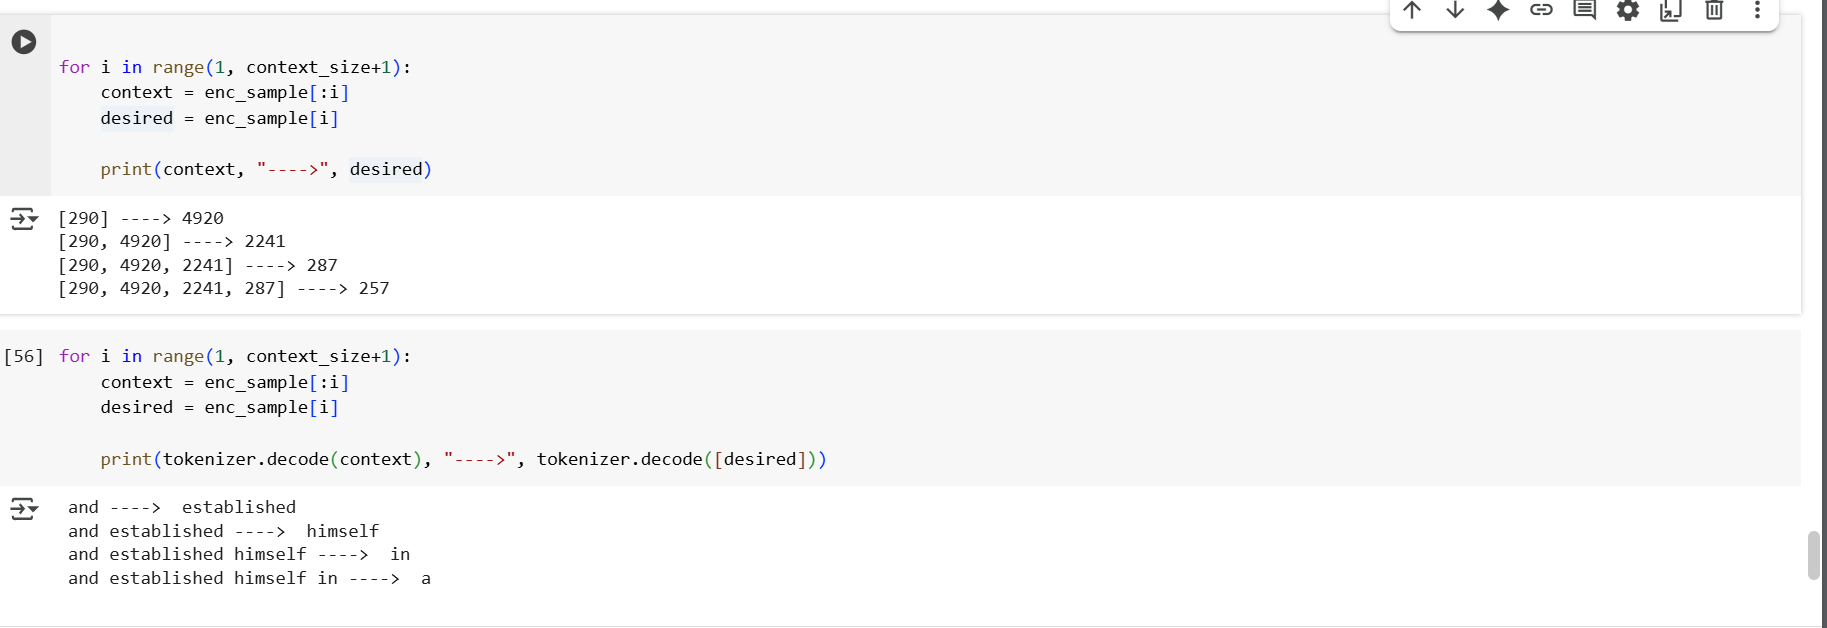 for i in range(1, context_size+1):
    context = enc_sample[:i]
    desired = enc_sample[i]
    print(context, "---->", desired)
[290] ----> 4920
[290, 4920] ----> 2241
[290, 4920, 2241] ----> 287
[290, 4920, 2241, 287] ----> 257
[56] for i in range(1, context_size+1):
    context = enc_sample[:i]
    desired = enc_sample[i]
    print(tokenizer.decode(context), "---->", tokenizer.decode([desired]))
 and ---->  established
 and established ---->  himself
 and established himself ---->  in
 and established himself in ---->  a